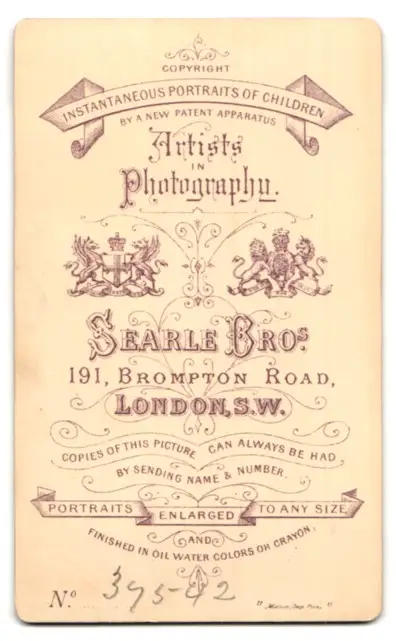 COPYRIGHT
INSTANTANEOUS PORTRAITS OF CHILDREN
BY A NEW PATENT APPARATUS
Artists
IN
Photography.
SEARLE BROS.
191, BROMPTON ROAD,
LONDON, S.W.
COPIES OF THIS PICTURE CAN ALWAYS BE HAD
BY SENDING NAME & NUMBER.
PORTRAITS ENLARGED TO ANY SIZE
AND
FINISHED IN OIL WATER COLORS OR CRAYON.
No.